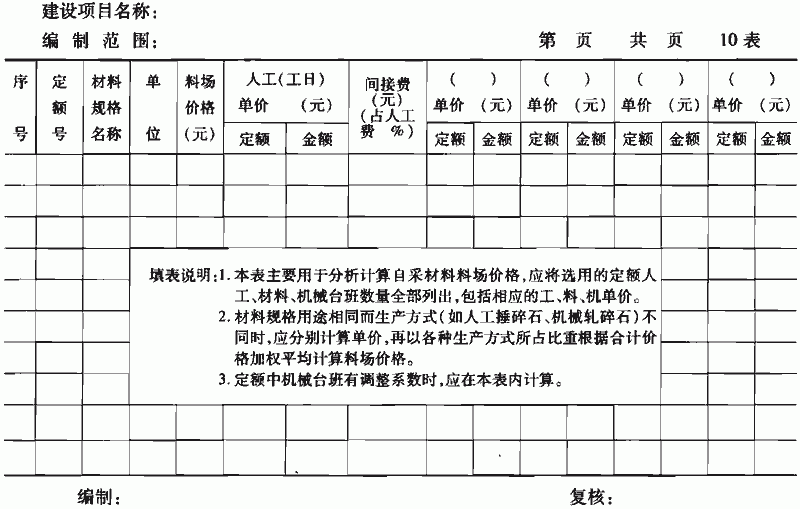 建设项目名称：
编制范围： 第 页 共 页 10表
序号 定额号 材料规格名称 单位 料场价格（元） 人工（工日） 单价 （元） 间接费（元）（占人工费 %） （ ） 单价 （元） （ ） 单价 （元） （ ） 单价 （元） （ ） 单价 （元）
定额 金额 定额 金额 定额 金额 定额 金额 定额 金额
填表说明：1. 本表主要用于分析计算自采材料料场价格，应将选用的定额人
工、材料、机械台班数量全部列出，包括相应的工、料、机单价。
2. 材料规格用途相同而生产方式（如人工捶碎石、机械轧碎石）不
同时，应分别计算单价，再以各种生产方式所占比重根据合计价
格加权平均计算料场价格。
3. 定额中机械台班有调整系数时，应在本表内计算。
编制： 复核：